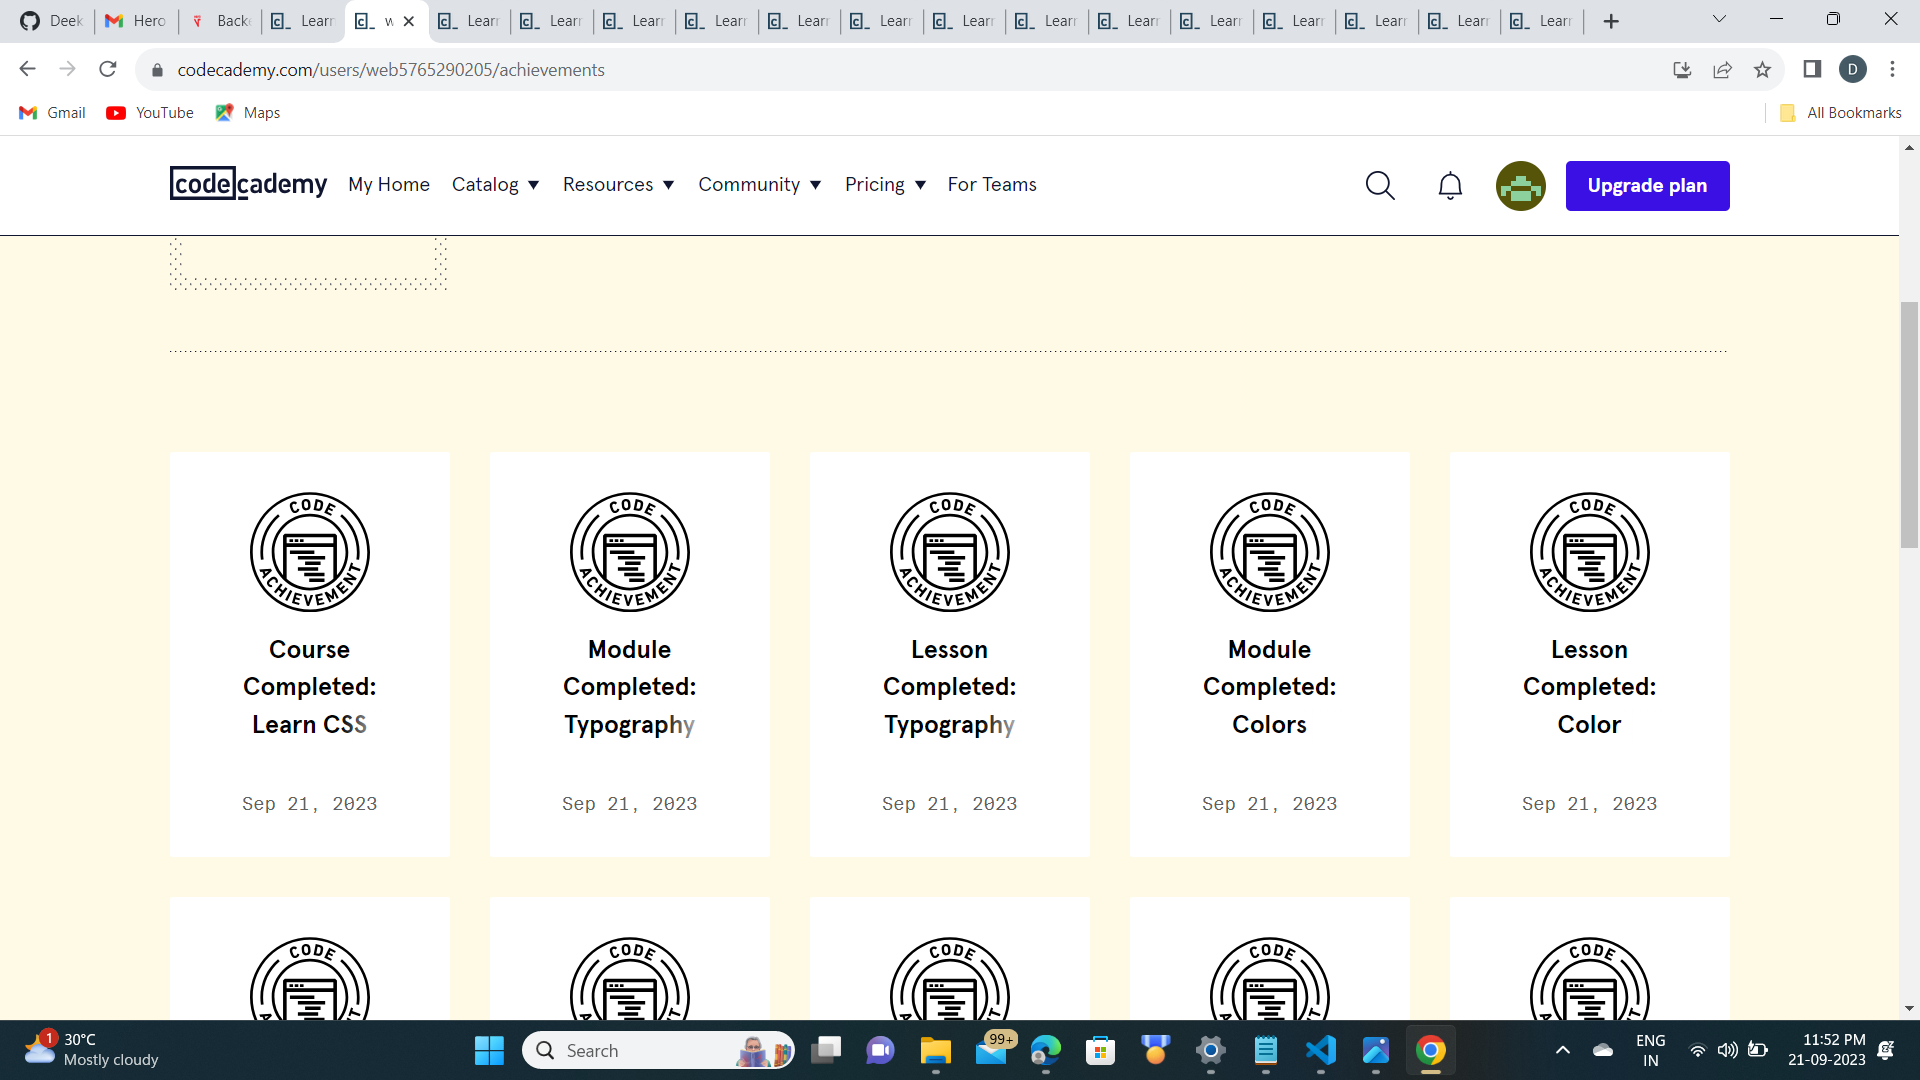 Deek
Hero
Backe
Learn
w
Learn
Learn
Learn
Learn
Learn
Learn
Learn
Learn
Learn
Learn
Learn
Learn
Learn
Learn
codecademy.com/users/web5765290205/achievements
D
Gmail
YouTube
Maps
All Bookmarks
codecademy
My Home
Catalog
Resources
Community
Pricing
For Teams
Upgrade plan
CODE
ACHIEVEMENT
Course
Completed:
Learn CSS
Sep 21, 2023
CODE
ACHIEVEMENT
Module
Completed:
Typography
Sep 21, 2023
CODE
ACHIEVEMENT
Lesson
Completed:
Typography
Sep 21, 2023
CODE
ACHIEVEMENT
Module
Completed:
Colors
Sep 21, 2023
CODE
ACHIEVEMENT
Lesson
Completed:
Color
Sep 21, 2023
CODE
CODE
CODE
CODE
CODE
1
30°C
Mostly cloudy
Search
99+
ENG
IN
11:52 PM
21-09-2023